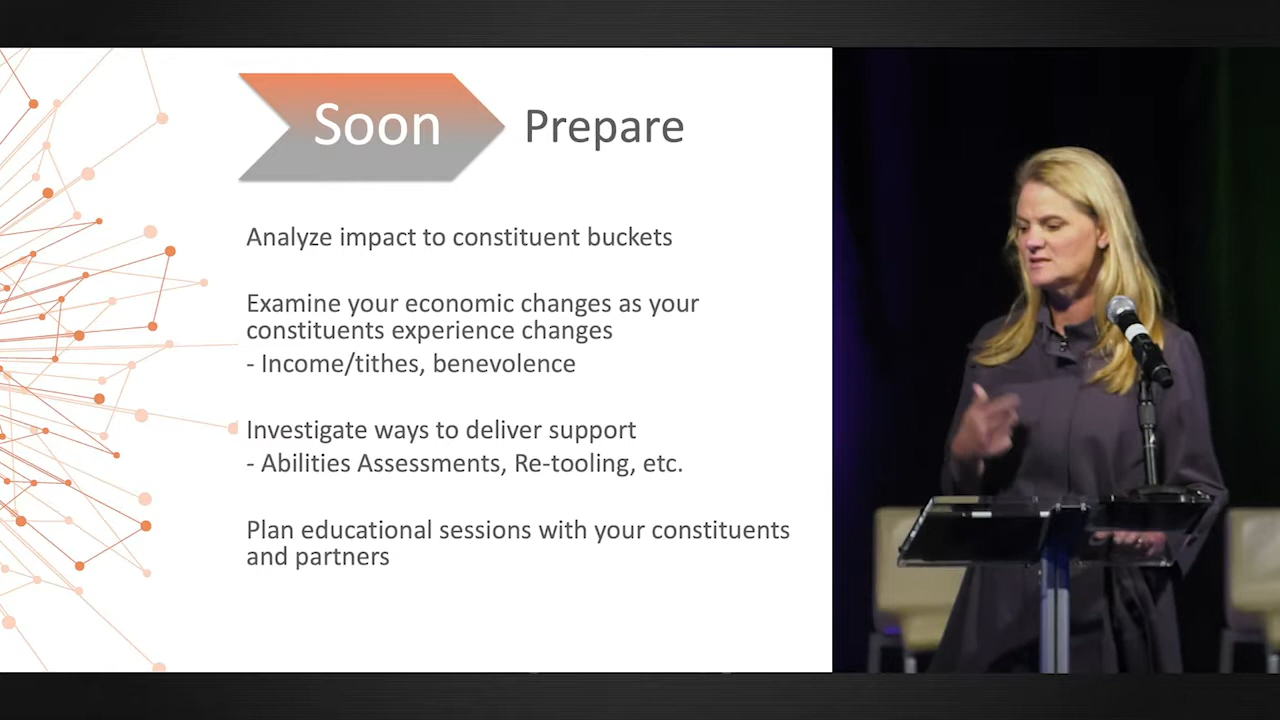 Soon
Prepare
Analyze impact to constituent buckets
Examine your economic changes as your
constituents experience changes
- Income/tithes, benevolence
Investigate ways to deliver support
- Abilities Assessments, Re-tooling, etc.
Plan educational sessions with your constituents
and partners